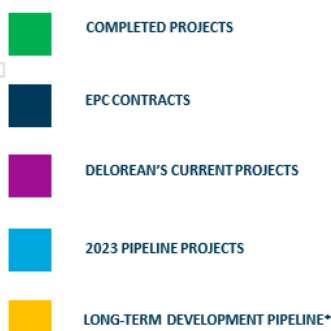 COMPLETED PROJECTS
EPC CONTRACTS
DELOREAN'S CURRENT PROJECTS
2023 PIPELINE PROJECTS
LONG-TERM DEVELOPMENT PIPELINE*